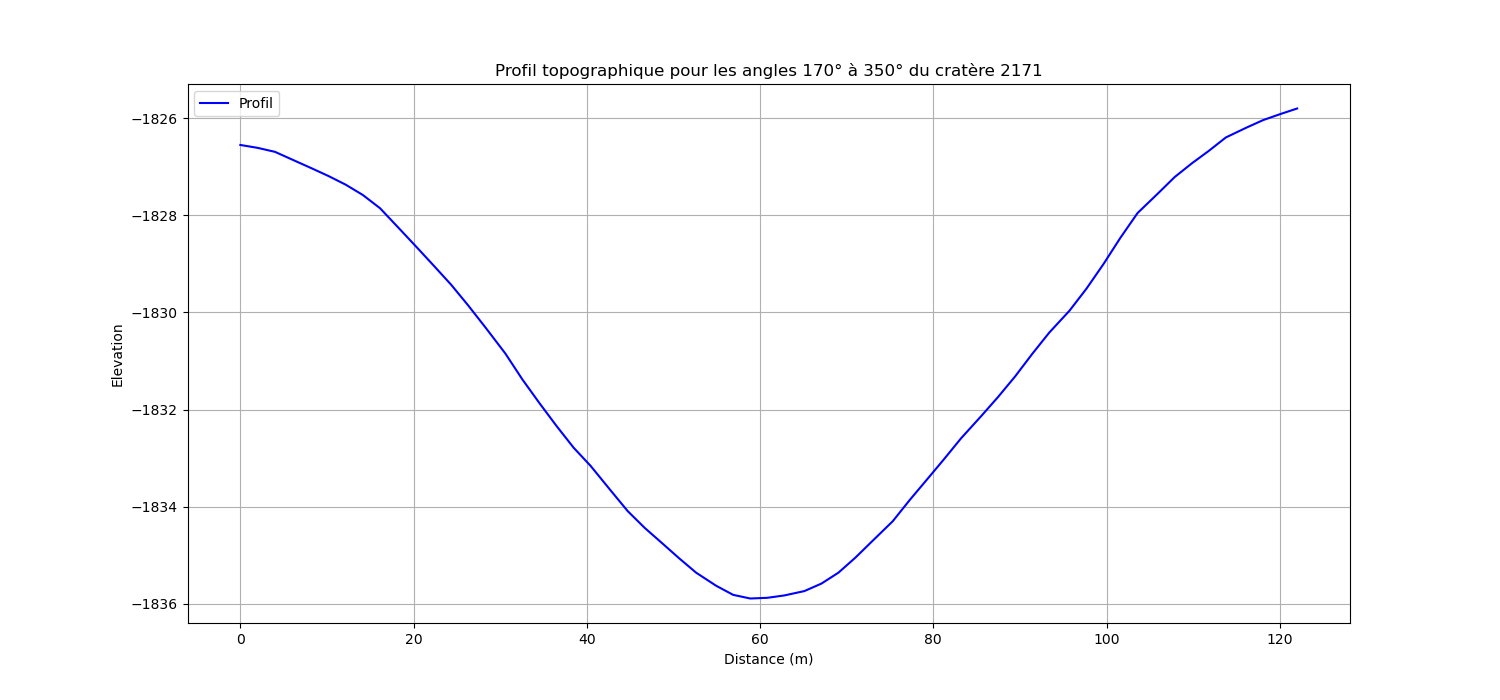 Profil topographique pour les angles 170° à 350° du cratère 2171
Profil
−1826
−1828
−1830
−1832
−1834
−1836
Elevation
0 20 40 60 80 100 120
Distance (m)